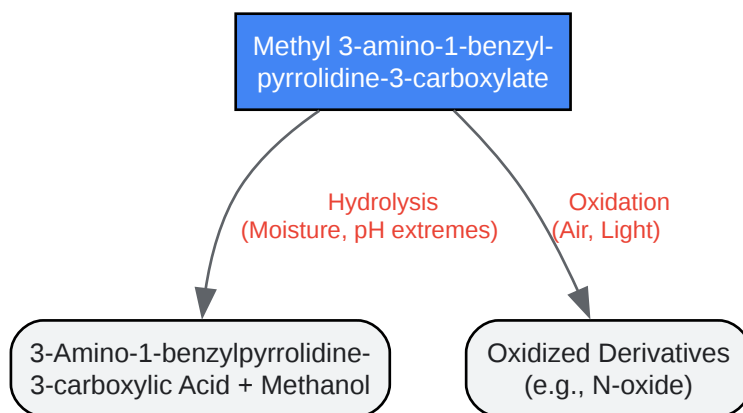 Methyl 3-amino-1-benzyl-
pyrrolidine-3-carboxylate
Hydrolysis
(Moisture, pH extremes)
Oxidation
(Air, Light)
3-Amino-1-benzylpyrrolidine-
3-carboxylic Acid + Methanol
Oxidized Derivatives
(e.g., N-oxide)